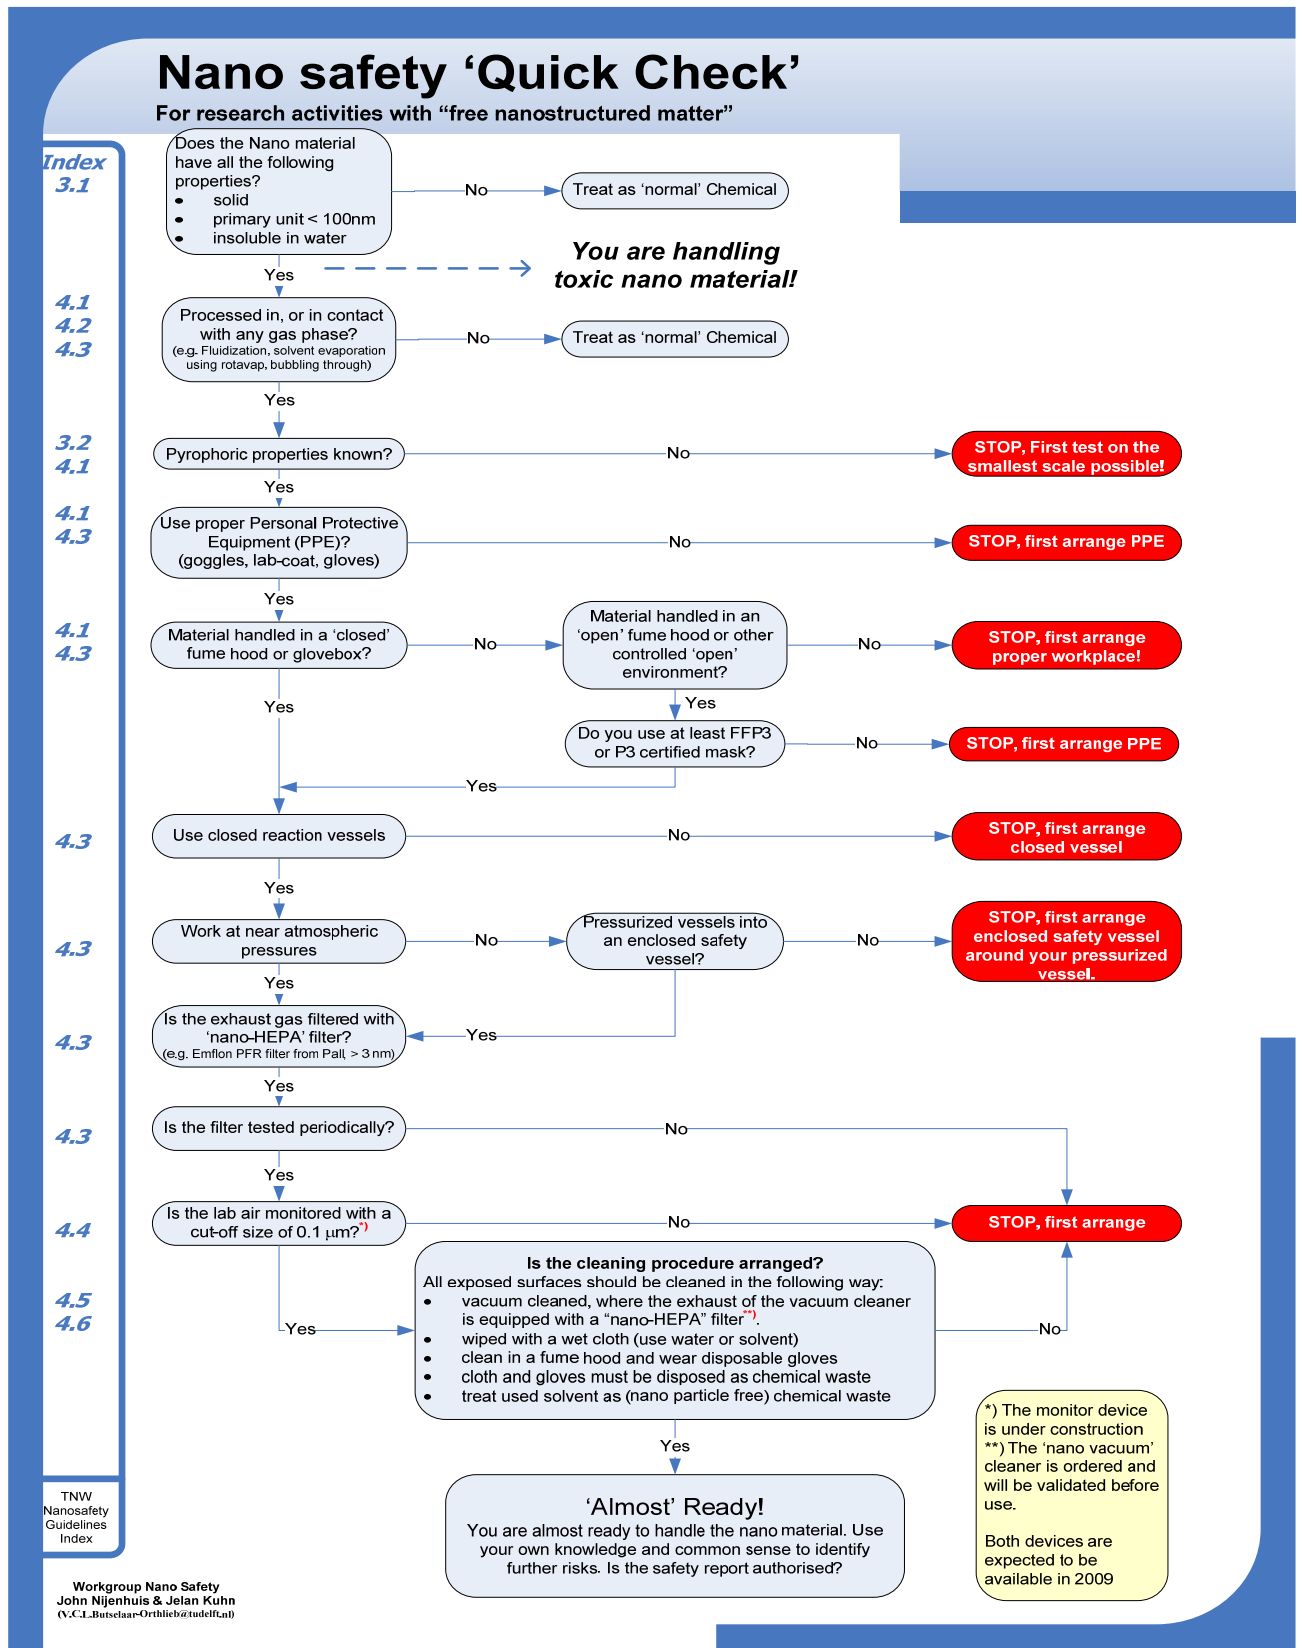 Nano safety ‘Quick Check’
For research activities with “free nanostructured matter”
Index
3.1
Does the Nano material
have all the following
properties?
• solid
• primary unit < 100nm
• insoluble in water
No
Treat as ‘normal’ Chemical
Yes
You are handling
toxic nano material!
4.1
4.2
4.3
Processed in, or in contact
with any gas phase?
(e.g. Fluidization, solvent evaporation
using rotavap, bubbling through)
No
Treat as ‘normal’ Chemical
Yes
3.2
4.1
Pyrophoric properties known?
No
STOP, First test on the
smallest scale possible!
Yes
4.1
4.3
Use proper Personal Protective
Equipment (PPE)?
(goggles, lab-coat, gloves)
No
STOP, first arrange PPE
Yes
4.1
4.3
Material handled in a ‘closed’
fume hood or glovebox?
No
Material handled in an
‘open’ fume hood or other
controlled ‘open’
environment?
No
STOP, first arrange
proper workplace!
Yes
Yes
Do you use at least FFP3
or P3 certified mask?
No
STOP, first arrange PPE
Yes
4.3
Use closed reaction vessels
No
STOP, first arrange
closed vessel
Yes
4.3
Work at near atmospheric
pressures
No
Pressurized vessels into
an enclosed safety
vessel?
No
STOP, first arrange
enclosed safety vessel
around your pressurized
vessel.
Yes
4.3
Is the exhaust gas filtered with
‘nano-HEPA’ filter?
(e.g. Emflon PFR filter from Pall, > 3 nm)
Yes
Yes
4.3
Is the filter tested periodically?
No
Yes
4.4
Is the lab air monitored with a
cut-off size of 0.1 µm?*)
No
STOP, first arrange
4.5
4.6
Yes
Is the cleaning procedure arranged?
All exposed surfaces should be cleaned in the following way:
• vacuum cleaned, where the exhaust of the vacuum cleaner
is equipped with a “nano-HEPA” filter**).
• wiped with a wet cloth (use water or solvent)
• clean in a fume hood and wear disposable gloves
• cloth and gloves must be disposed as chemical waste
• treat used solvent as (nano particle free) chemical waste
No
Yes
*) The monitor device
is under construction
**) The ‘nano vacuum’
cleaner is ordered and
will be validated before
use.
Both devices are
expected to be
available in 2009
‘Almost’ Ready!
You are almost ready to handle the nano material. Use
your own knowledge and common sense to identify
further risks. Is the safety report authorised?
TNW
Nanosafety
Guidelines
Index
Workgroup Nano Safety
John Nijenhuis & Jelan Kuhn
(V.C.L.Butselaar-Orthlieb@tudelft.nl)